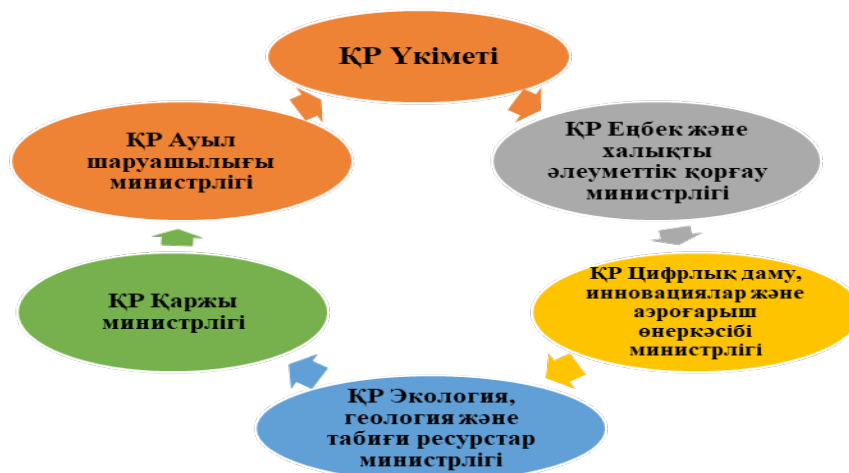 ҚР Үкіметі
ҚР Еңбек және
халықты
әлеуметтік қорғау
министрлігі
ҚР Цифрлық даму,
инновациялар және
аэроғарыш
өнеркәсібі
министрлігі
ҚР Экология,
геология және
табиғи ресурстар
министрлігі
ҚР Қаржы
министрлігі
ҚР Ауыл
шаруашылығы
министрлігі